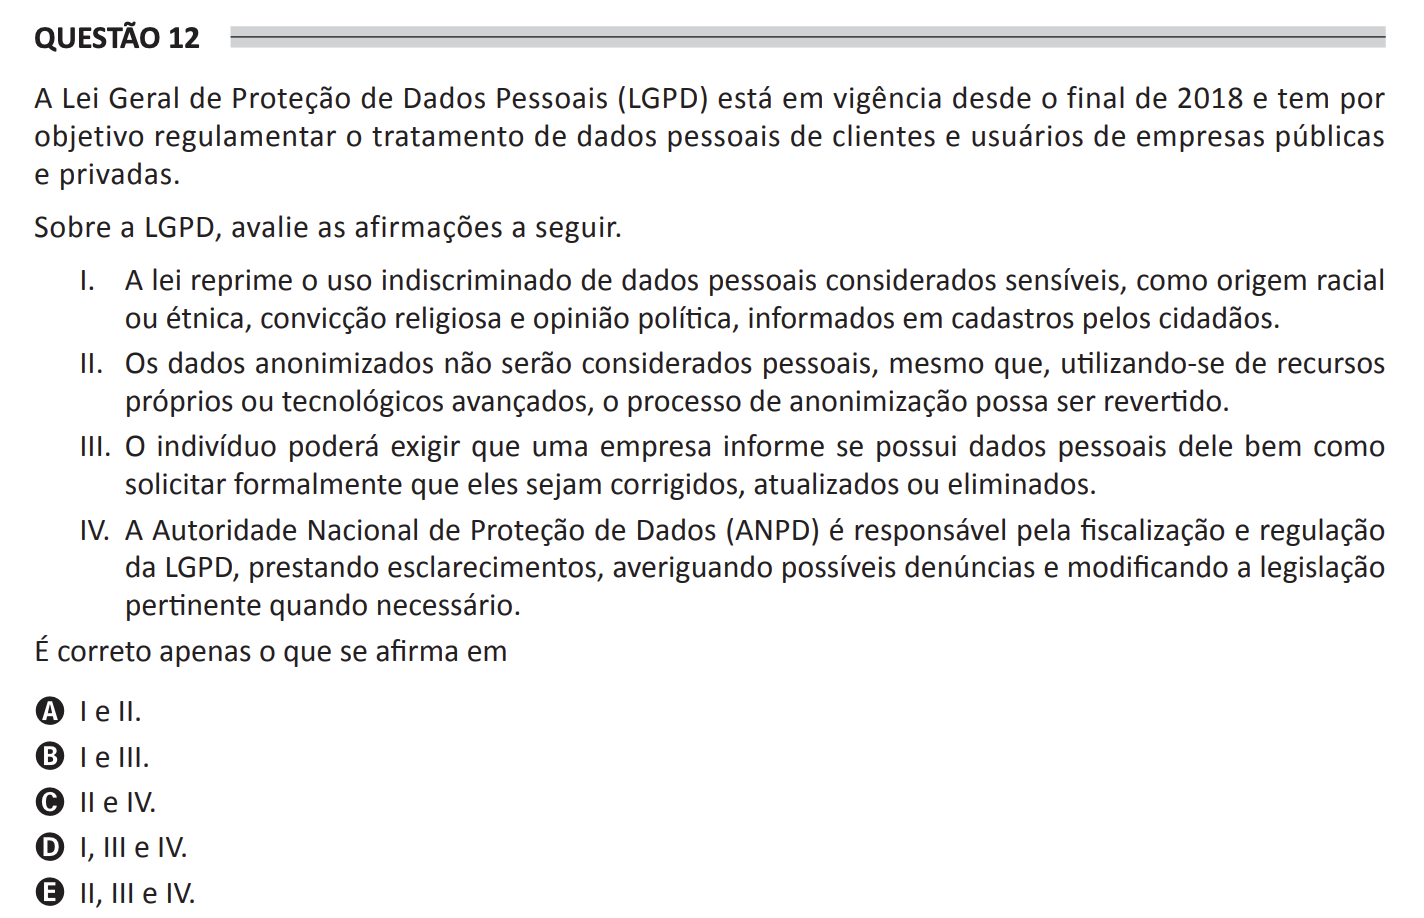 QUESTÃO 12
A Lei Geral de Proteção de Dados Pessoais (LGPD) está em vigência desde o final de 2018 e tem por
objetivo regulamentar o tratamento de dados pessoais de clientes e usuários de empresas públicas
e privadas.
Sobre a LGPD, avalie as afirmações a seguir.
I. A lei reprime o uso indiscriminado de dados pessoais considerados sensíveis, como origem racial
ou étnica, convicção religiosa e opinião política, informados em cadastros pelos cidadãos.
II. Os dados anonimizados não serão considerados pessoais, mesmo que, utilizando-se de recursos
próprios ou tecnológicos avançados, o processo de anonimização possa ser revertido.
III. O indivíduo poderá exigir que uma empresa informe se possui dados pessoais dele bem como
solicitar formalmente que eles sejam corrigidos, atualizados ou eliminados.
IV. A Autoridade Nacional de Proteção de Dados (ANPD) é responsável pela fiscalização e regulação
da LGPD, prestando esclarecimentos, averiguando possíveis denúncias e modificando a legislação
pertinente quando necessário.
É correto apenas o que se afirma em
A I e II.
B I e III.
C II e IV.
D I, III e IV.
E II, III e IV.